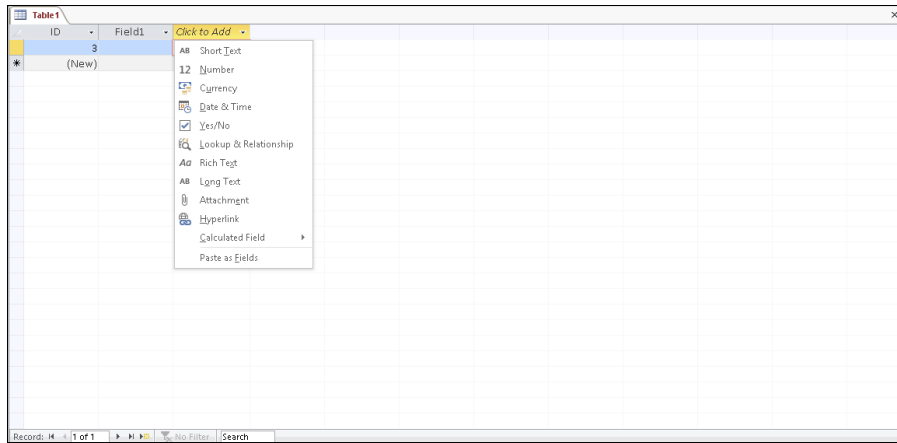 Table1
ID Field1 Click to Add
3
(New)
AB Short Text
12 Number
Currency
Date & Time
Yes/No
Lookup & Relationship
Aa Rich Text
AB Long Text
Attachment
Hyperlink
Calculated Field
Paste as Fields
Record: 1 of 1 No Filter Search